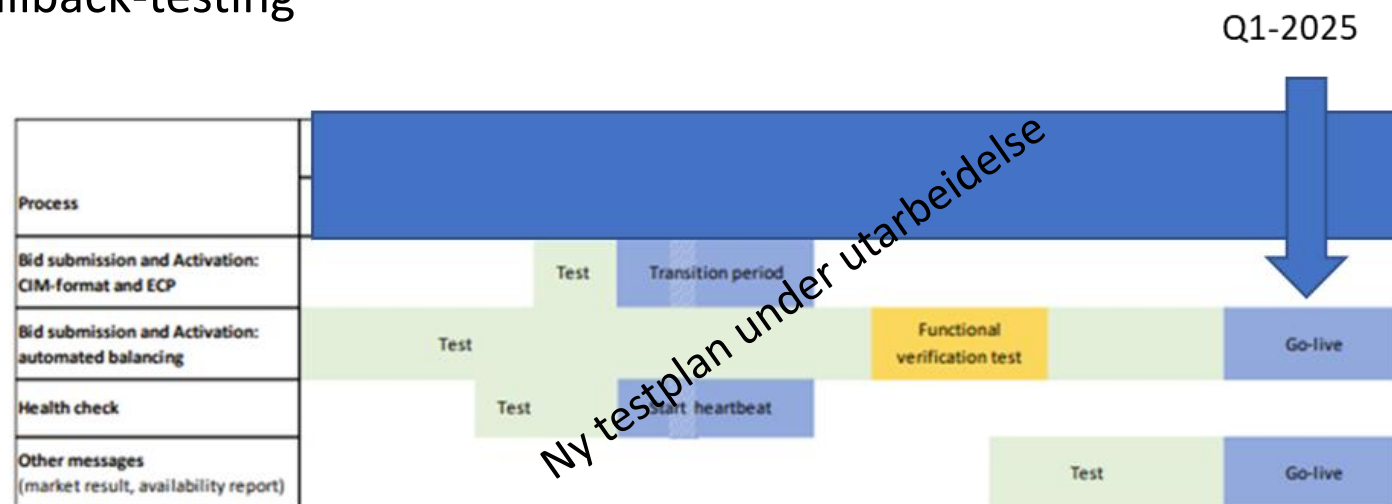 Q1-2025
Process
Bid submission and Activation:
CIM-format and ECP
Test
Transition period
Bid submission and Activation:
automated balancing
Test
Functional
verification test
Go-live
Health check
Test
Start heartbeat
Other messages
(market result, availability report)
Test
Go-live
Ny testplan under utarbeidelse